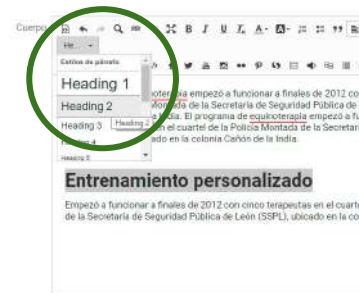 Cuerpo
B I U Ix A A
He...
Estilos de párrafo
Heading 1
Heading 2
Heading 3
Heading 2
Heading 4
Heading 5
terapia empezó a funcionar a finales de 2012 co
ontada de la Secretaría de Seguridad Pública de
a India. El programa de equinoterapia empezó a fu
en el cuartel de la Policía Montada de la Secretar
ado en la colonia Cañón de la India.
Entrenamiento personalizado
Empezó a funcionar a finales de 2012 con cinco terapeutas en el cuarte
de la Secretaría de Seguridad Pública de León (SSPL), ubicado en la co